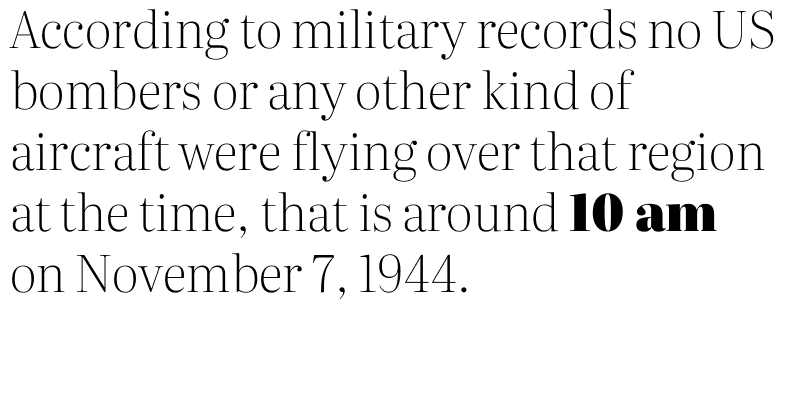 According to military records no US
bombers or any other kind of
aircraft were flying over that region
at the time, that is around 10 am
on November 7, 1944.